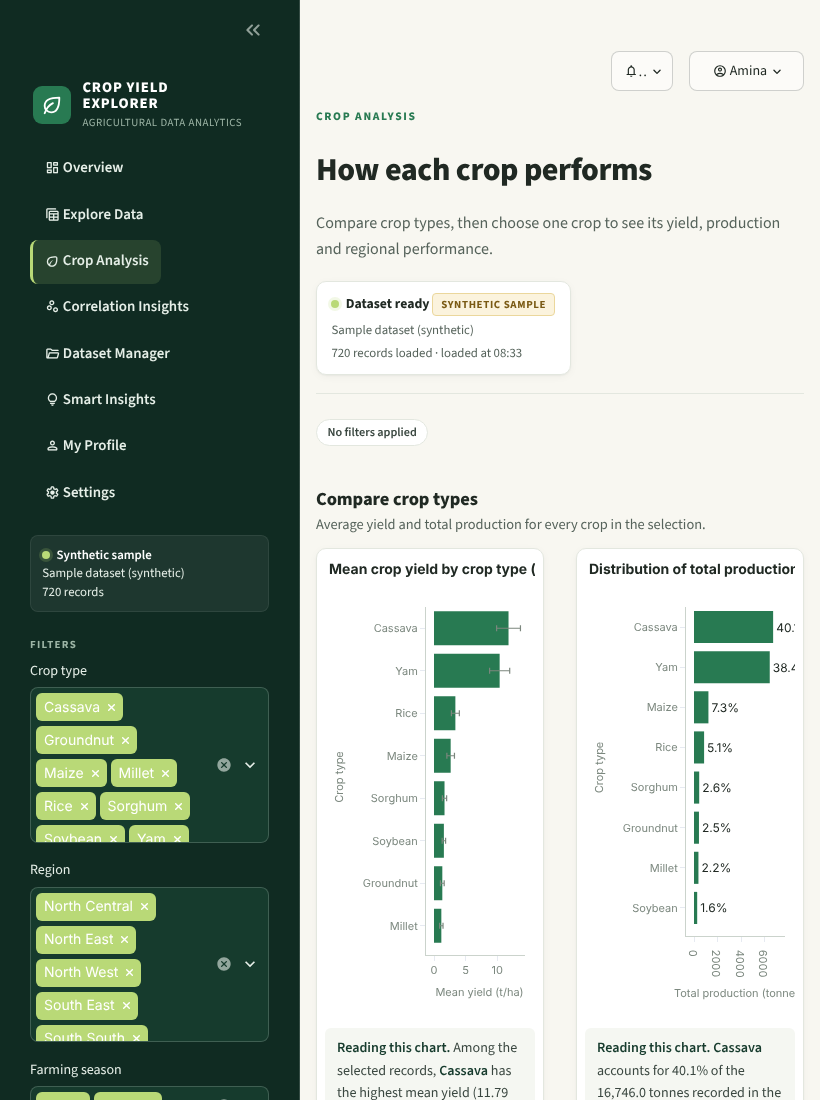 CROP YIELD
EXPLORER
AGRICULTURAL DATA ANALYTICS
Overview
Explore Data
Crop Analysis
Correlation Insights
Dataset Manager
Smart Insights
My Profile
Settings
Synthetic sample
Sample dataset (synthetic)
720 records
FILTERS
Crop type
Cassava ×
Groundnut ×
Maize × Millet ×
Rice × Sorghum ×
Soybean × Yam ×
Region
North Central ×
North East ×
North West ×
South East ×
South South ×
Farming season
.. Amina
CROP ANALYSIS
How each crop performs
Compare crop types, then choose one crop to see its yield, production
and regional performance.
Dataset ready SYNTHETIC SAMPLE
Sample dataset (synthetic)
720 records loaded · loaded at 08:33
No filters applied
Compare crop types
Average yield and total production for every crop in the selection.
Mean crop yield by crop type (
Crop type
Cassava
Yam
Rice
Maize
Sorghum
Soybean
Groundnut
Millet
0 5 10
Mean yield (t/ha)
Reading this chart. Among the
selected records, Cassava has
the highest mean yield (11.79
Distribution of total production
Crop type
Cassava 40.
Yam 38.4
Maize 7.3%
Rice 5.1%
Sorghum 2.6%
Groundnut 2.5%
Millet 2.2%
Soybean 1.6%
0 2000 4000 6000
Total production (tonne
Reading this chart. Cassava
accounts for 40.1% of the
16,746.0 tonnes recorded in the